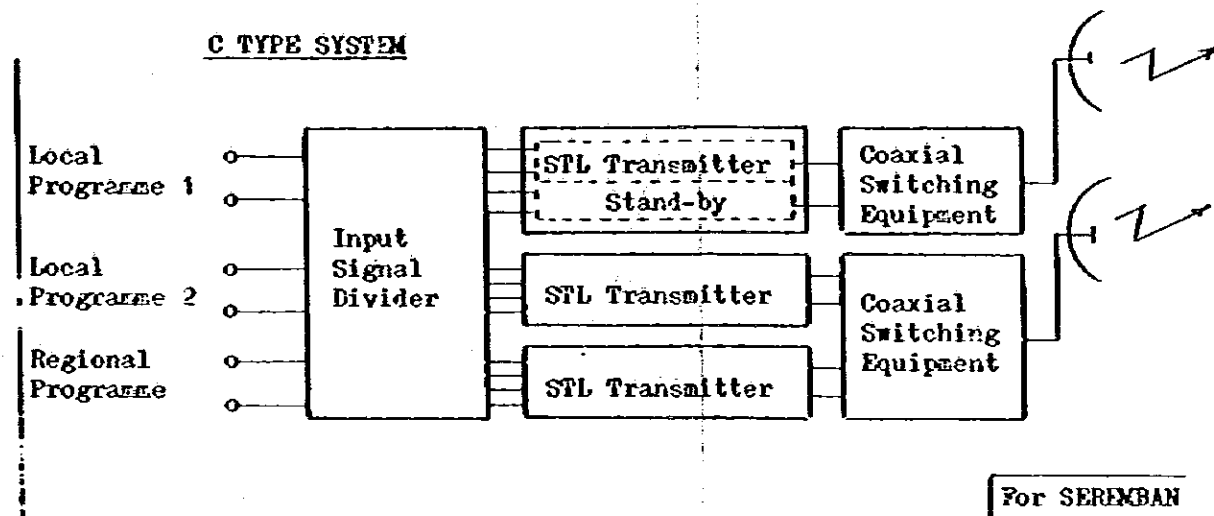 C TYPE SYSTEM
Local
Programme 1
Local
Programme 2
Regional
Programme
Input
Signal
Divider
STL Transmitter
Stand-by
STL Transmitter
STL Transmitter
Coaxial
Switching
Equipment
Coaxial
Switching
Equipment
For SEREMBAN